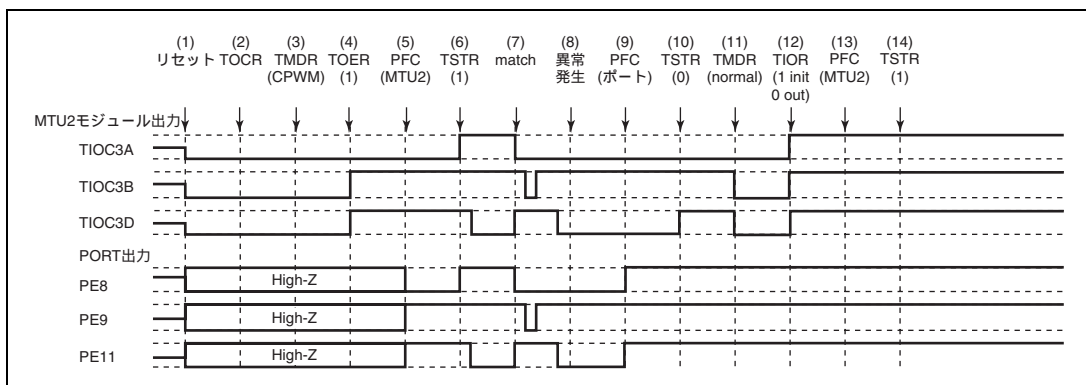 (1) (2) (3) (4) (5) (6) (7) (8) (9) (10) (11) (12) (13) (14)
リセット TOCR TMDR TOER PFC TSTR match 異常 PFC TSTR TMDR TIOR PFC TSTR
(CPWM) (1) (MTU2) (1) 発生 (ポート) (0) (normal) (1 init (MTU2) (1)
0 out)
MTU2モジュール出力
TIOC3A
TIOC3B
TIOC3D
PORT出力
PE8 High-Z
PE9 High-Z
PE11 High-Z